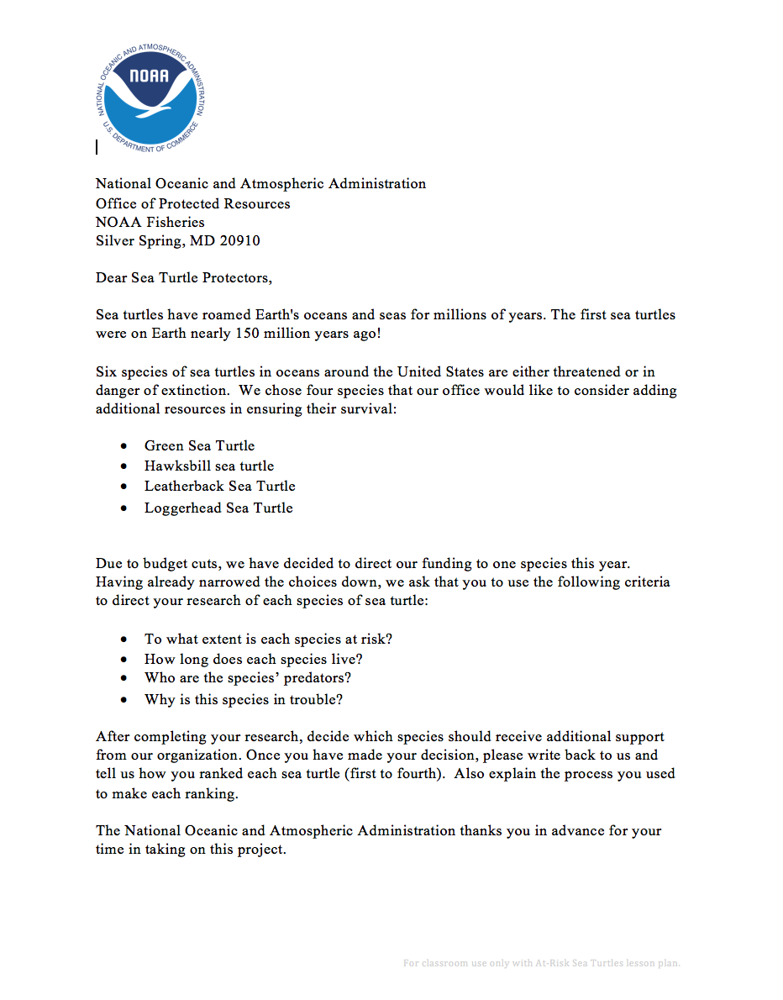 NATIONAL OCEANIC AND ATMOSPHERIC ADMINISTRATION
NOAA
U.S. DEPARTMENT OF COMMERCE
National Oceanic and Atmospheric Administration
Office of Protected Resources
NOAA Fisheries
Silver Spring, MD 20910
Dear Sea Turtle Protectors,
Sea turtles have roamed Earth's oceans and seas for millions of years. The first sea turtles
were on Earth nearly 150 million years ago!
Six species of sea turtles in oceans around the United States are either threatened or in
danger of extinction.  We chose four species that our office would like to consider adding
additional resources in ensuring their survival:
• Green Sea Turtle
• Hawksbill sea turtle
• Leatherback Sea Turtle
• Loggerhead Sea Turtle
Due to budget cuts, we have decided to direct our funding to one species this year.
Having already narrowed the choices down, we ask that you to use the following criteria
to direct your research of each species of sea turtle:
• To what extent is each species at risk?
• How long does each species live?
• Who are the species’ predators?
• Why is this species in trouble?
After completing your research, decide which species should receive additional support
from our organization. Once you have made your decision, please write back to us and
tell us how you ranked each sea turtle (first to fourth).  Also explain the process you used
to make each ranking.
The National Oceanic and Atmospheric Administration thanks you in advance for your
time in taking on this project.
For classroom use only with At-Risk Sea Turtles lesson plan.